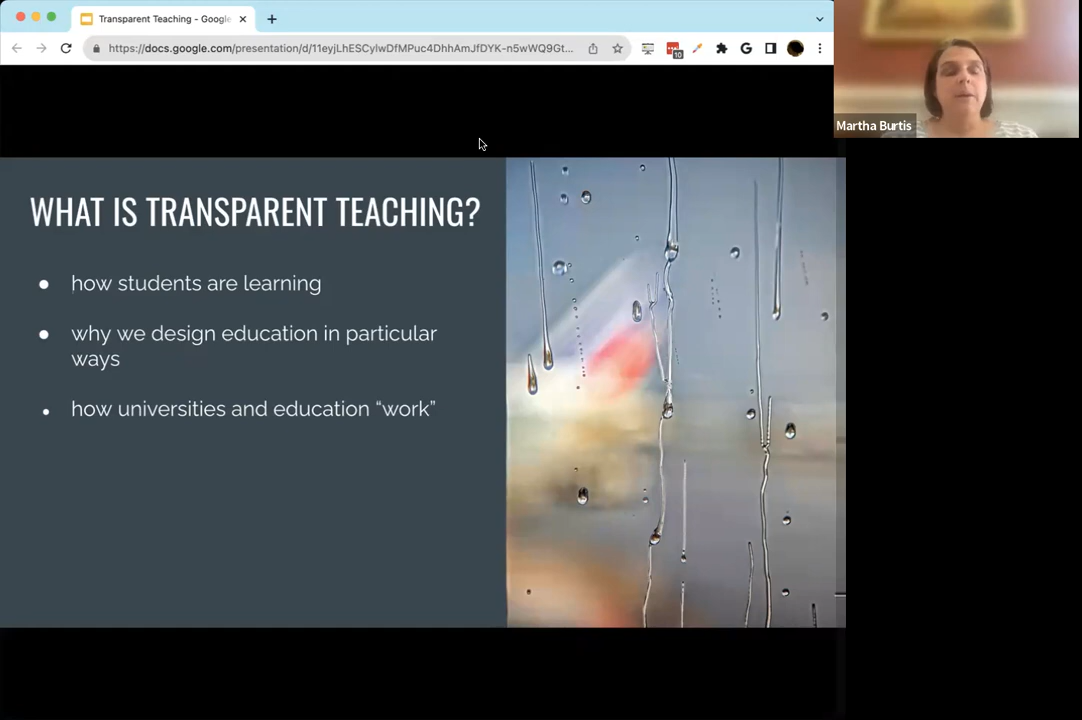 Transparent Teaching - Google
https://docs.google.com/presentation/d/11eyjLhESCylwDfMPuc4DhhAmJfDYK-n5wWQ9Gt...
10
G
Martha Burtis
WHAT IS TRANSPARENT TEACHING?
● how students are learning
● why we design education in particular
ways
● how universities and education “work”